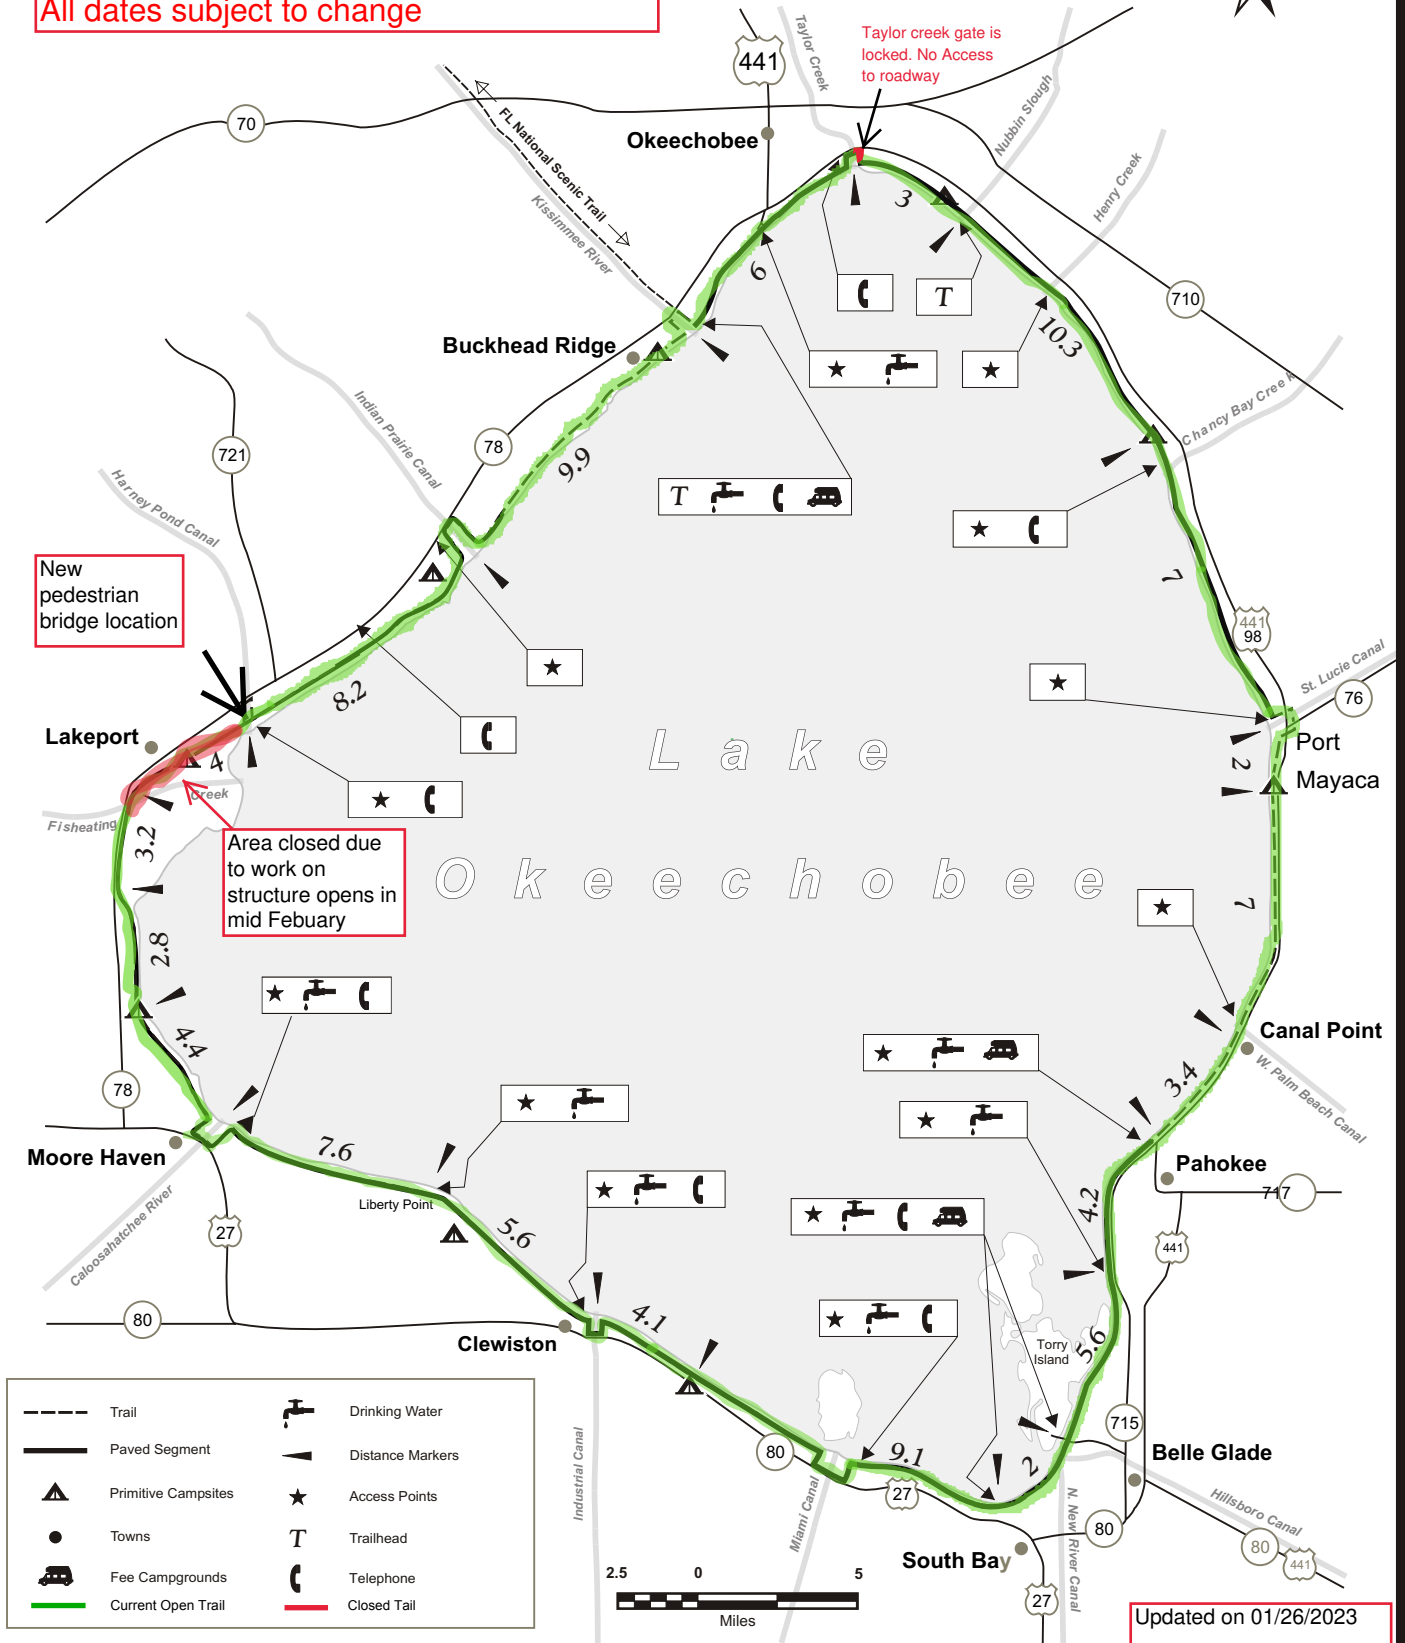 All dates subject to change
Taylor creek gate is
locked. No Access
to roadway
441
Taylor Creek
70
Okeechobee
FL National Scenic Trail
Kissimmee River
Nubbin Slough
Henry Creek
3
6
T
710
10.3
Buckhead Ridge
Indian Prairie Canal
Chancy Bay Creek
78
721
9.9
Harney Pond Canal
T
New
pedestrian
bridge location
7
441
98
St. Lucie Canal
76
8.2
Lakeport
4
Lake
Port
Mayaca
2
Creek
Fisheating
3.2
Area closed due
to work on
structure opens in
mid Febuary
Okeechobee
7
2.8
4.4
Canal Point
W. Palm Beach Canal
3.4
78
Moore Haven
7.6
Pahokee
717
Liberty Point
4.2
Caloosahatchee River
27
5.6
441
80
4.1
Clewiston
Torry
Island
5.6
Trail
Drinking Water
Paved Segment
Distance Markers
Primitive Campsites
Access Points
Towns
T
Trailhead
Fee Campgrounds
Telephone
Current Open Trail
Closed Tail
715
80
9.1
2
Belle Glade
27
Industrial Canal
Miami Canal
N. New River Canal
Hillsboro Canal
80
80
441
South Bay
27
2.5 0 5
Miles
Updated on 01/26/2023